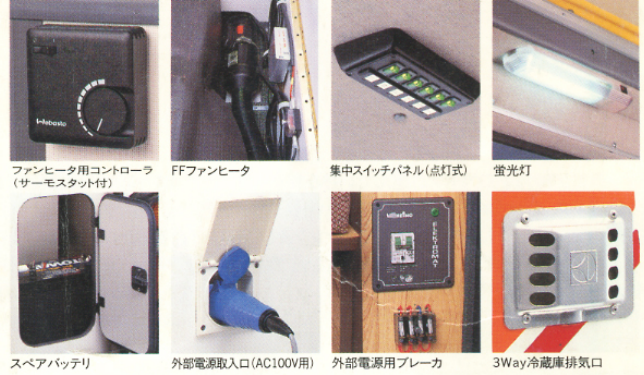 Webasto
ファンヒータ用コントローラ
(サーモスタット付)
FFファンヒータ
集中スイッチパネル(点灯式)
蛍光灯
ELEKTROMAT
スペアバッテリ
外部電源取入口(AC100V用)
外部電源用ブレーカ
3Way冷蔵庫排気口